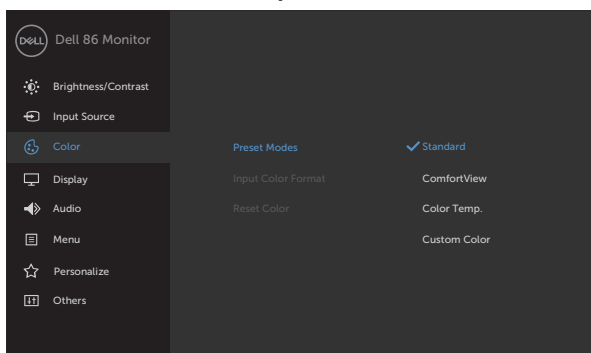 DELL Dell 86 Monitor
Brightness/Contrast
Input Source
Color Preset Modes Standard
Display Input Color Format ComfortView
Audio Reset Color Color Temp.
Menu Custom Color
Personalize
Others